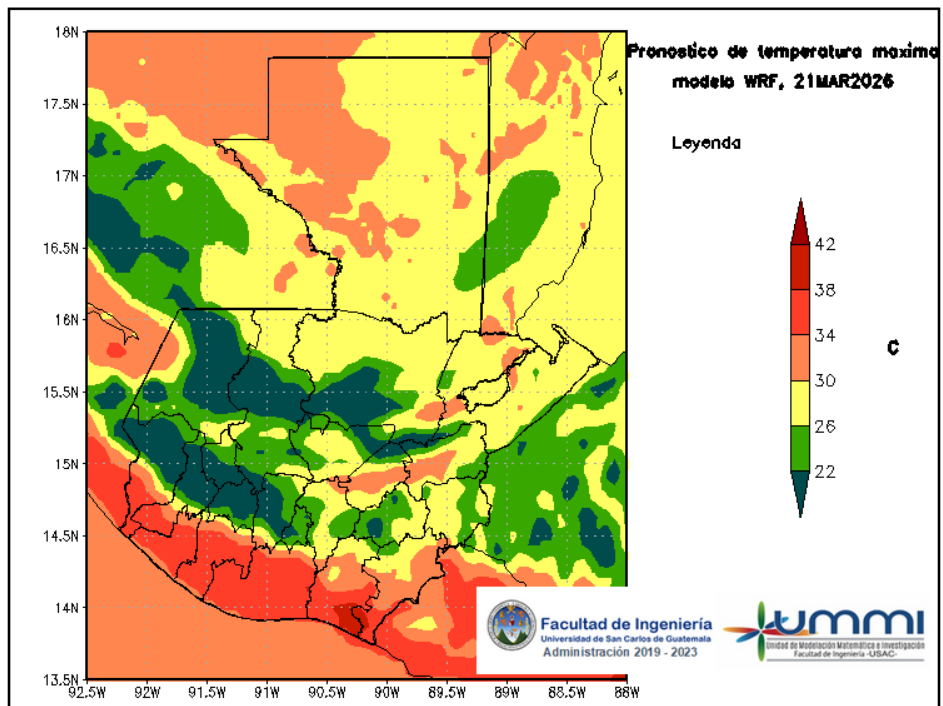 Pronostico de temperatura maxima
modelo WRF, 21MAR2026
Leyenda
42
38
34
30
26
22
C
18N
17.5N
17N
16.5N
16N
15.5N
15N
14.5N
14N
13.5N
92.5W 92W 91.5W 91W 90.5W 90W 89.5W 89W 88.5W 88W
Facultad de Ingeniería
Universidad de San Carlos de Guatemala
Administración 2019 - 2023
UMMI
Unidad de Modelación Matemática e Investigación
Facultad de Ingeniería -USAC-